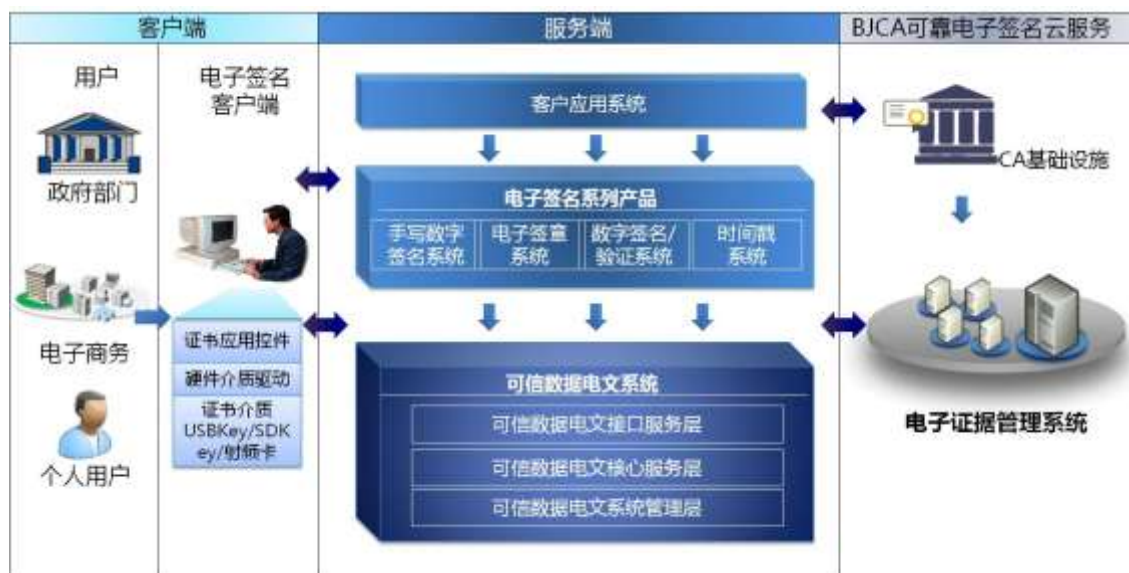 客户端
服务端
BJCA可靠电子签名云服务
用户
政府部门
电子商务
个人用户
电子签名
客户端
证书应用控件
硬件介质驱动
证书介质
USBKey/SDK
ey/射频卡
客户应用系统
电子签名系列产品
手写数字
签名系统
电子签章
系统
数字签名/
验证系统
时间戳
系统
可信数据电文系统
可信数据电文接口服务层
可信数据电文核心服务层
可信数据电文系统管理层
CA基础设施
电子证据管理系统